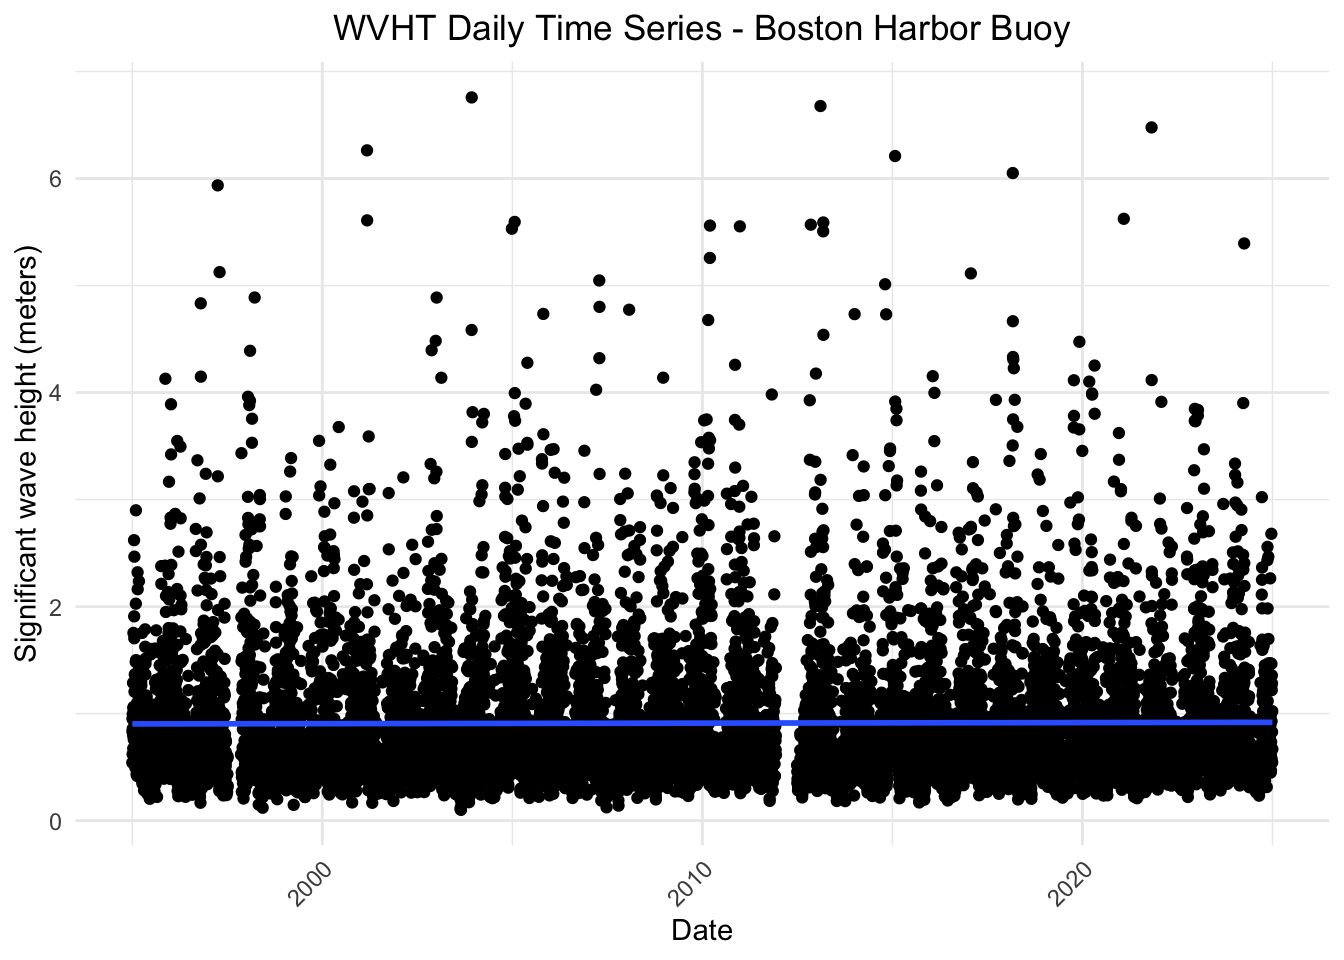 WVHT Daily Time Series - Boston Harbor Buoy
Significant wave height (meters)
6
4
2
0
2000
2010
2020
Date